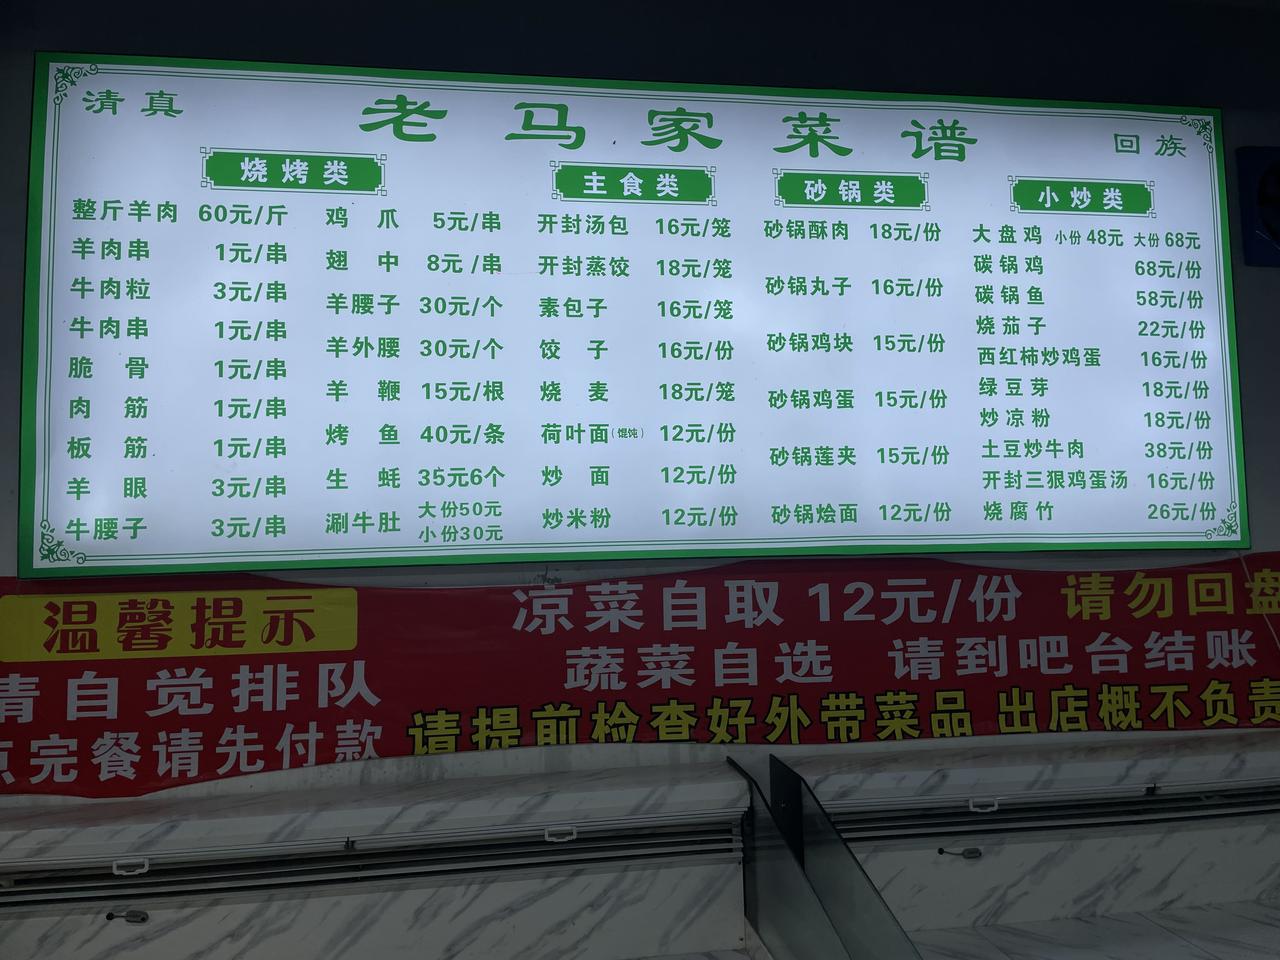 清真 老马家菜谱 回族
烧烤类
整斤羊肉 60元/斤
羊肉串 1元/串
牛肉粒 3元/串
牛肉串 1元/串
脆骨 1元/串
肉筋 1元/串
板筋 1元/串
羊眼 3元/串
牛腰子 3元/串
鸡爪 5元/串
翅中 8元/串
羊腰子 30元/个
羊外腰 30元/个
羊鞭 15元/根
烤鱼 40元/条
生蚝 35元6个
涮牛肚 大份50元
小份30元
主食类
开封汤包 16元/笼
开封蒸饺 18元/笼
素包子 16元/笼
饺子 16元/份
烧麦 18元/笼
荷叶面(馄饨) 12元/份
炒面 12元/份
炒米粉 12元/份
砂锅类
砂锅酥肉 18元/份
砂锅丸子 16元/份
砂锅鸡块 15元/份
砂锅鸡蛋 15元/份
砂锅莲夹 15元/份
砂锅烩面 12元/份
小炒类
大盘鸡 小份48元 大份68元
碳锅鸡 68元/份
碳锅鱼 58元/份
烧茄子 22元/份
西红柿炒鸡蛋 16元/份
绿豆芽 18元/份
炒凉粉 18元/份
土豆炒牛肉 38元/份
开封三狠鸡蛋汤 16元/份
烧腐竹 26元/份
温馨提示
请自觉排队
点完餐请先付款
凉菜自取 12元/份 请勿回盘
蔬菜自选 请到吧台结账
请提前检查好外带菜品 出店概不负责